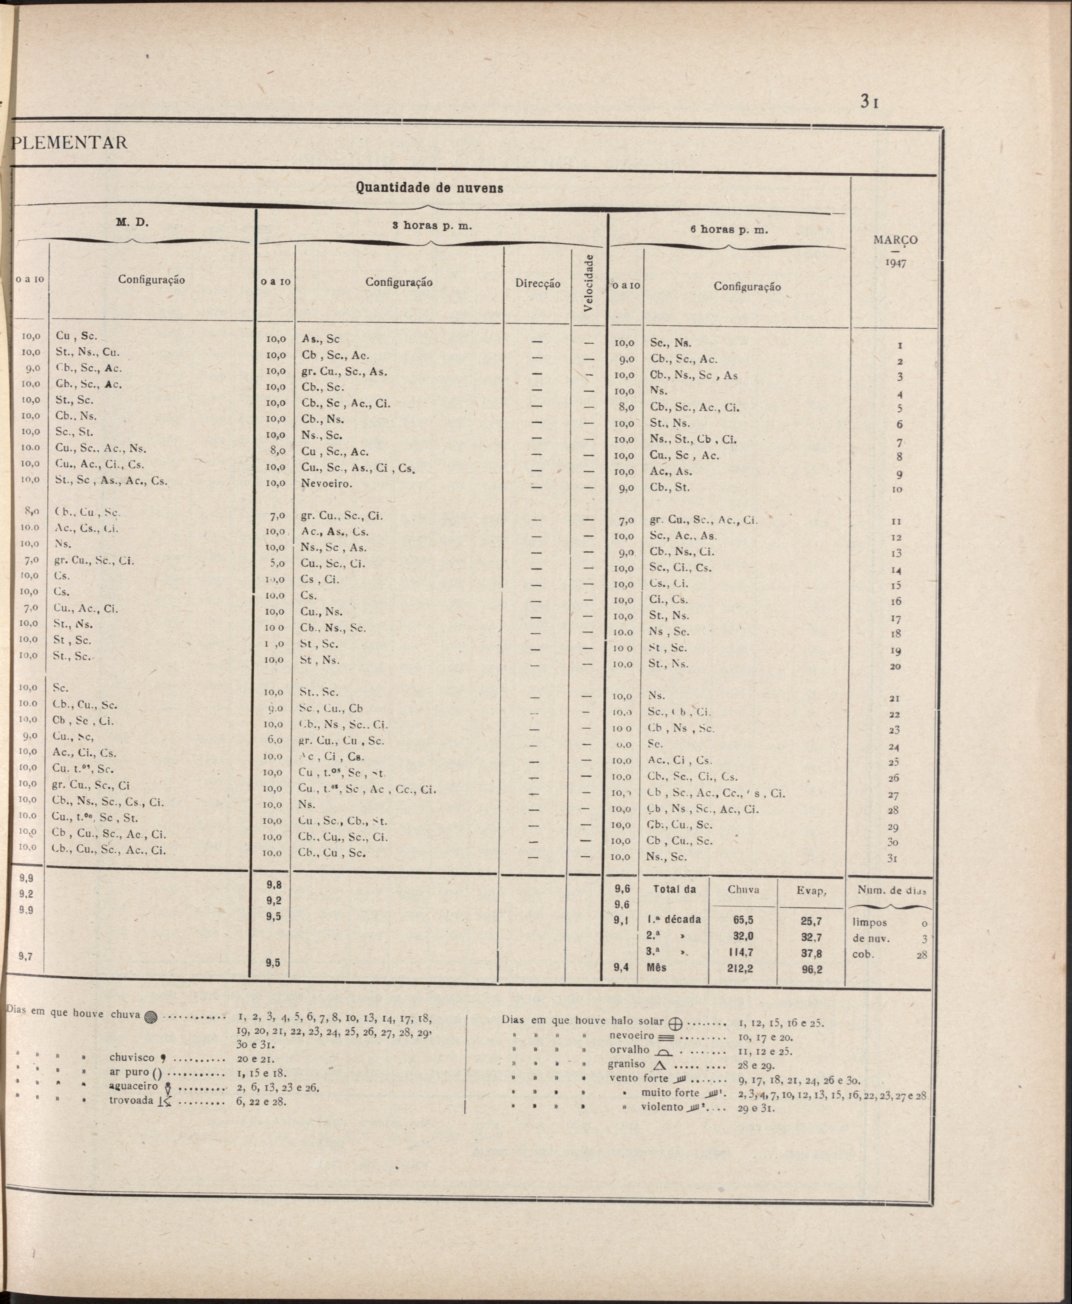 31
PLEMENTAR
Quantidade de nuvens
M. D. 3 horas p. m. 6 horas p. m. MARÇO
1947
0 a 10 Configuração 0 a 10 Configuração Direcção Velocidade 0 a 10 Configuração
10,0 Cu , Sc. 10,0 As., Sc — — 10,0 Sc., Ns. 1
10,0 St., Ns., Cu. 10,0 Cb , Sc., Ac. — — 9,0 Cb., Sc., Ac. 2
9,0 Cb., Sc., Ac. 10,0 gr. Cu., Sc., As. — — 10,0 Cb., Ns., Sc , As 3
10,0 Cb., Sc., Ac. 10,0 Cb., Sc. — — 10,0 Ns. 4
10,0 St., Sc. 10,0 Cb., Sc , Ac., Ci. — — 8,0 Cb., Sc., Ac., Ci. 5
10,0 Cb., Ns. 10,0 Cb., Ns. — — 10,0 St., Ns. 6
10,0 Sc., St. 10,0 Ns., Sc. — — 10,0 Ns., St., Cb , Ci. 7
10.0 Cu., Sc., Ac., Ns. 8,0 Cu , Sc., Ac. — — 10,0 Cu., Sc , Ac. 8
10,0 Cu., Ac., Ci., Cs. 10,0 Cu., Sc., As., Ci , Cs. — — 10,0 Ac., As. 9
10,0 St., Sc , As., Ac., Cs. 10,0 Nevoeiro. — — 9,0 Cb., St. 10
8,0 Cb., Cu , Sc. 7,0 gr. Cu., Sc., Ci. — — 7,0 gr. Cu., Sc., Ac., Ci. 11
10.0 Ac., Cs., Ci. 10,0 Ac., As., Cs. — — 10,0 Sc., Ac., As. 12
10,0 Ns. 10,0 Ns., Sc , As. — — 9,0 Cb., Ns., Ci. 13
7,0 gr. Cu., Sc., Ci. 5,0 Cu., Sc., Ci. — — 10,0 Sc., Ci., Cs. 14
10,0 Cs. 10,0 Cs , Ci. — — 10,0 Cs., Ci. 15
10,0 Cs. 10,0 Cs. — — 10,0 Ci., Cs. 16
7,0 Cu., Ac., Ci. 10,0 Cu., Ns. — — 10,0 St., Ns. 17
10,0 St., Ns. 10 0 Cb., Ns., Sc. — — 10.0 Ns , Sc. 18
10,0 St , Sc. 1 ,0 St , Sc. — — 10 0 St , Sc. 19
10,0 St., Sc. 10,0 St , Ns. — — 10,0 St., Ns. 20
10,0 Sc. 10,0 St., Sc. — — 10,0 Ns. 21
10.0 Cb., Cu., Sc. 9.0 Sc , Cu., Cb — — 10,0 Sc., Cb , Ci. 22
10,0 Cb , Sc , Ci. 10,0 Cb., Ns , Sc., Ci. — — 10 0 Cb , Ns , Sc. 23
9,0 Cu., Sc, 6,0 gr. Cu., Cu , Sc. — — 0.0 Sc. 24
10,0 Ac., Ci., Cs. 10.0 Ac , Ci , Cs. — — 10.0 Ac., Ci , Cs. 25
10,0 Cu. t.os, Sc. 10,0 Cu , t.os, Sc , St. — — 10.0 Cb., Sc., Ci., Cs. 26
10,0 gr. Cu., Sc., Ci 10,0 Cu , t.os, Sc , Ac , Cc., Ci. — — 10,0 Cb , Sc., Ac., Cc., s , Ci. 27
10,0 Cb., Ns., Sc., Cs., Ci. 10,0 Ns. — — 10.0 Cb , Ns , Sc., Ac., Ci. 28
10.0 Cu., t.os, Sc , St. 10,0 Cu , Sc., Cb., St. — — 10,0 Cb., Cu., Sc. 29
10,0 Cb , Cu., Sc., Ac , Ci. 10,0 Cb., Cu., Sc., Ci. — — 10,0 Cb , Cu., Sc. 30
10,0 Cb., Cu., Sc., Ac., Ci. 10.0 Cb., Cu , Sc. — — 10.0 Ns., Sc. 31
9,9 9,8 9,6 Total da Chuva Evap. Num. de dias
9,2 9,2 9.6
9.9 9,5 9,1 1.ª década 65,5 25,7 limpos 0
2.ª » 32,0 32,7 de nuv. 3
3.ª » 114,7 37,8 cob. 28
9,7 9,5 9,4 Mês 212,2 96,2
Dias em que houve chuva ........... 1, 2, 3, 4, 5, 6, 7, 8, 10, 13, 14, 17, 18,
19, 20, 21, 22, 23, 24, 25, 26, 27, 28, 29,
30 e 31.
» » » » chuvisco .......... 20 e 21.
» » » » ar puro () ........... 1, 15 e 18.
» » » » aguaceiro ......... 2, 6, 13, 23 e 26.
» » » » trovoada ......... 6, 22 e 28.
Dias em que houve halo solar ........ 1, 12, 15, 16 e 25.
» » » » nevoeiro ......... 10, 17 e 20.
» » » » orvalho ........ 11, 12 e 25.
» » » » graniso ......... 28 e 29.
» » » » vento forte ....... 9, 17, 18, 21, 24, 26 e 30.
» » » » » muito forte ¹. 2, 3, 4, 7, 10, 12, 13, 15, 16, 22, 23, 27 e 28
» » » » » violento ².... 29 e 31.